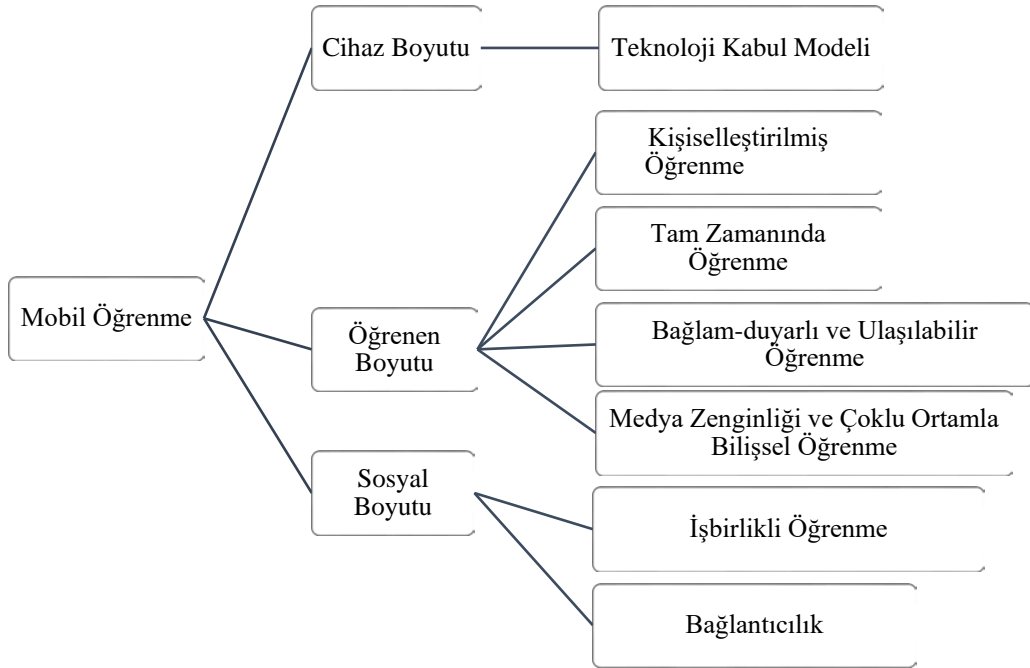 Cihaz Boyutu
Teknoloji Kabul Modeli
Kişiselleştirilmiş
Öğrenme
Tam Zamanında
Öğrenme
Mobil Öğrenme
Öğrenen
Boyutu
Bağlam-duyarlı ve Ulaşılabilir
Öğrenme
Medya Zenginliği ve Çoklu Ortamla
Bilişsel Öğrenme
Sosyal
Boyutu
İşbirlikli Öğrenme
Bağlantıcılık